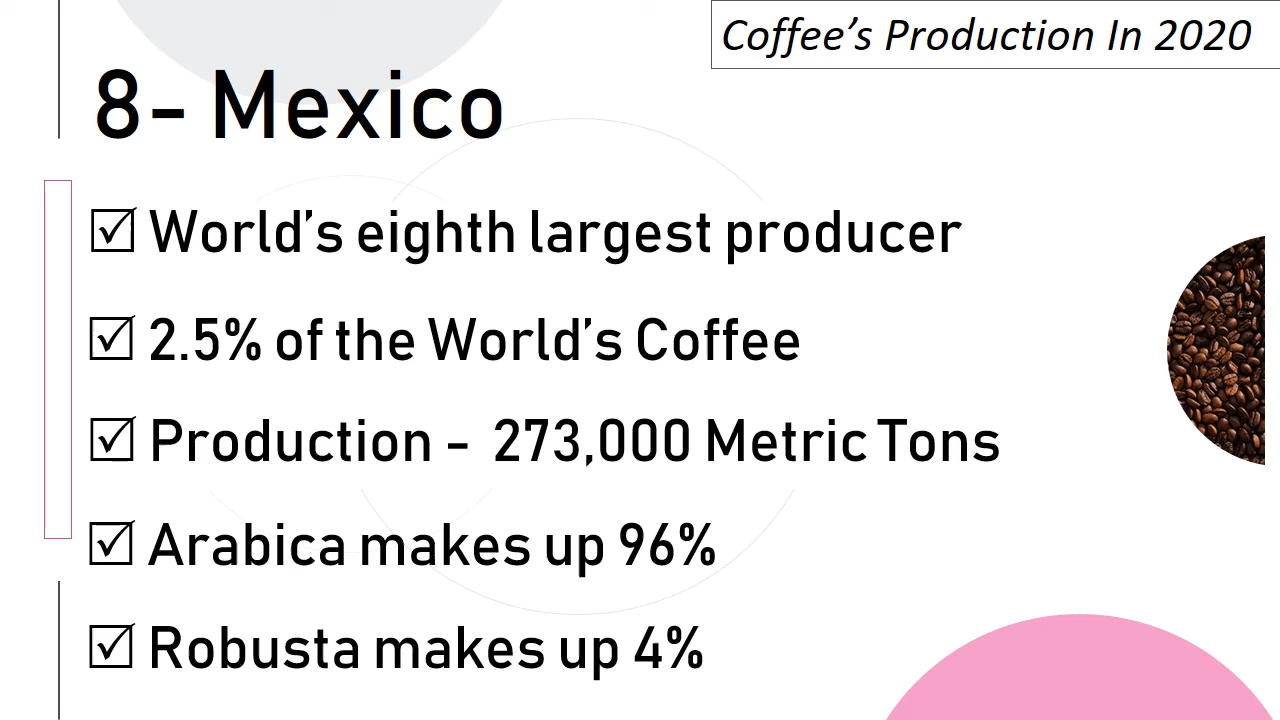 Coffee’s Production In 2020
8- Mexico
☑ World’s eighth largest producer
☑ 2.5% of the World’s Coffee
☑ Production - 273,000 Metric Tons
☑ Arabica makes up 96%
☑ Robusta makes up 4%